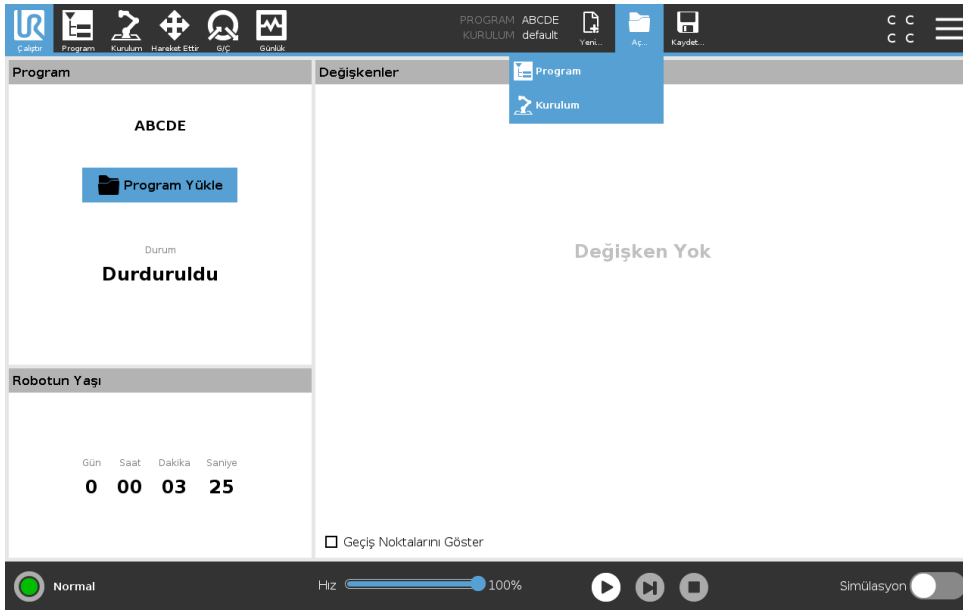 PROGRAM ABCDE
KURULUM default
C C
C C
Çalıştır Program Kurulum Hareket Ettir G/Ç Günlük Yeni... Aç... Kaydet...
Program
Kurulum
Program
ABCDE
Program Yükle
Durum
Durduruldu
Robotun Yaşı
Gün Saat Dakika Saniye
0 00 03 25
Değişkenler
Değişken Yok
Geçiş Noktalarını Göster
Normal
Hız 100%
Simülasyon